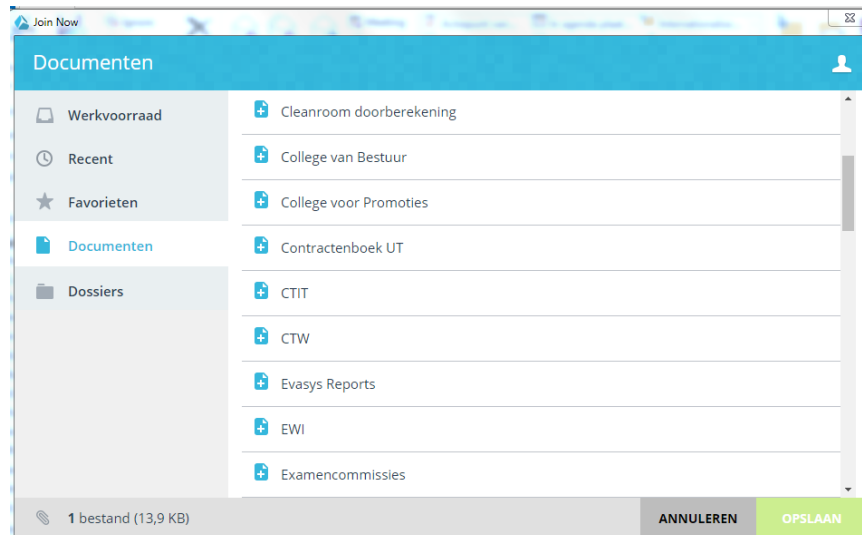 Join Now
Documenten
Werkvoorraad
Recent
Favorieten
Documenten
Dossiers
Cleanroom doorberekening
College van Bestuur
College voor Promoties
Contractenboek UT
CTIT
CTW
Evasys Reports
EWI
Examencommissies
1 bestand (13,9 KB)
ANNULEREN
OPSLAAN